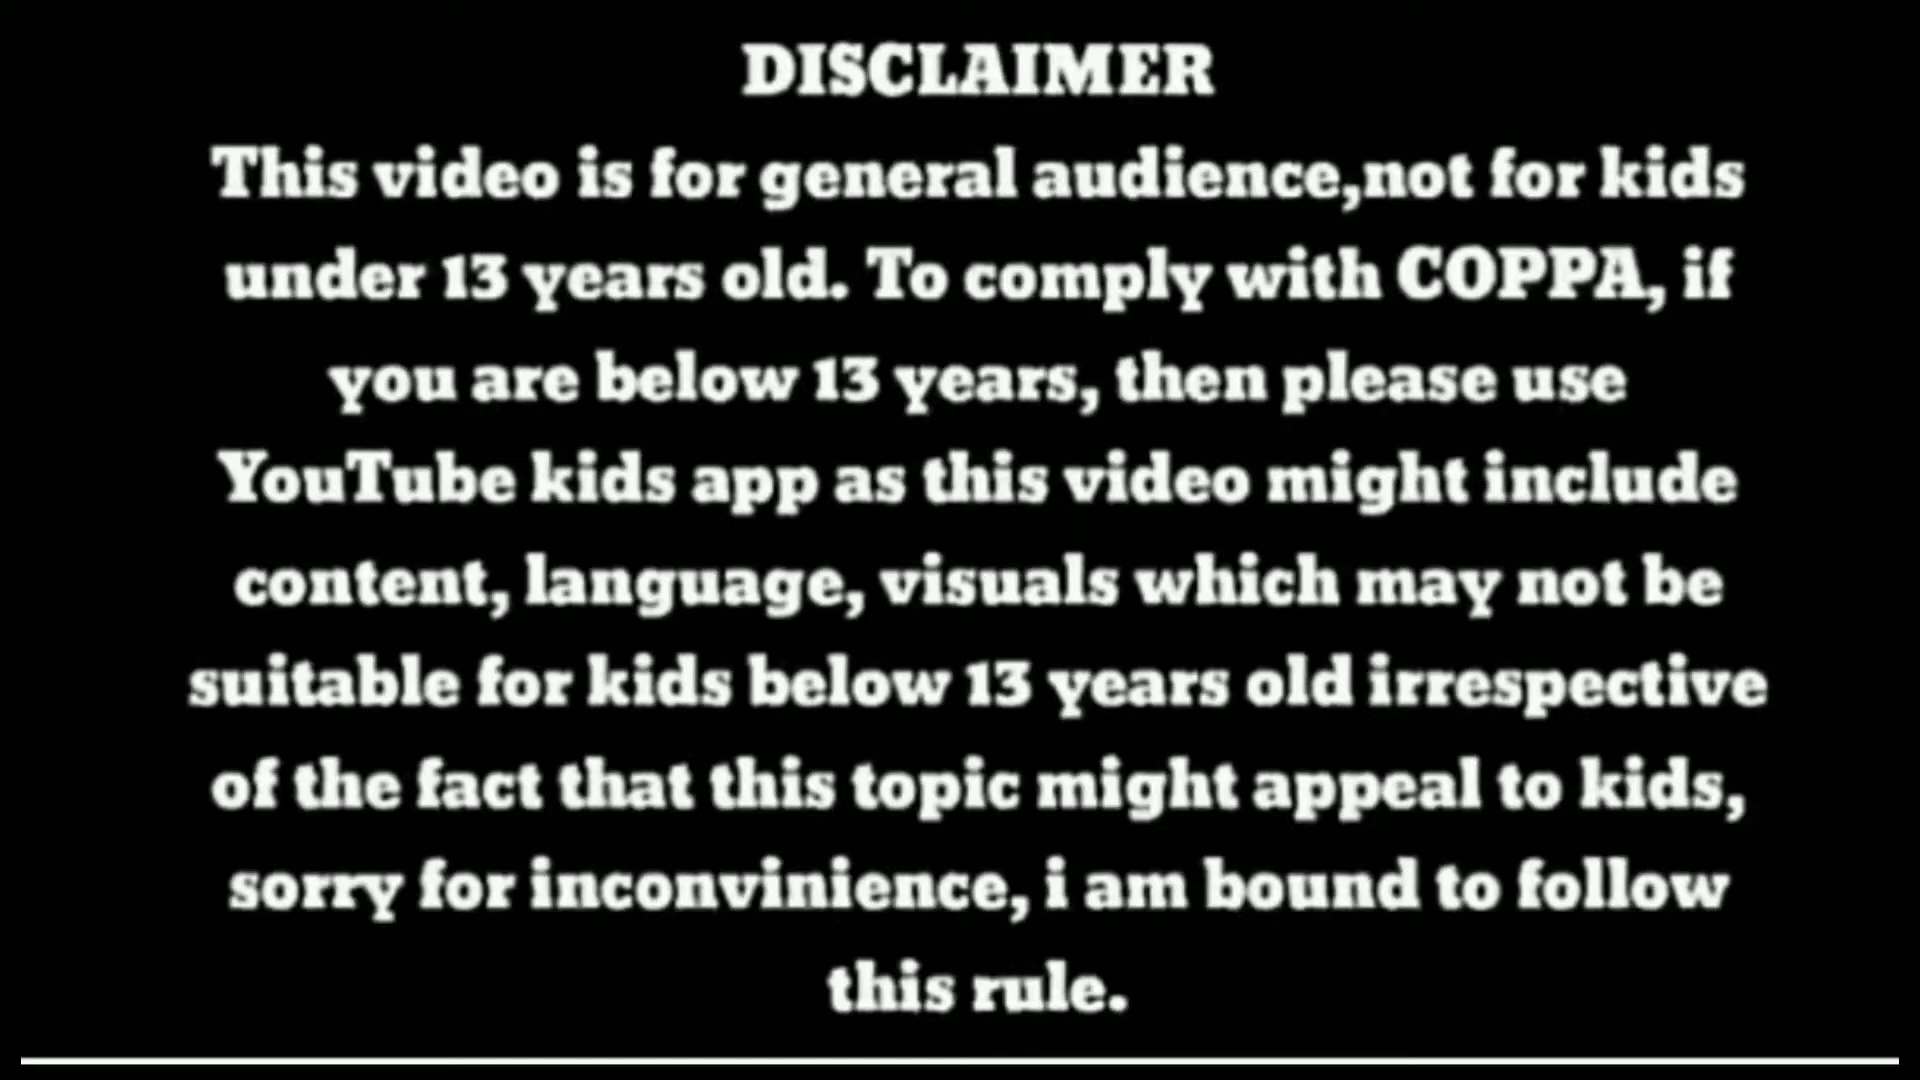 DISCLAIMER
This video is for general audience,not for kids
under 13 years old. To comply with COPPA, if
you are below 13 years, then please use
YouTube kids app as this video might include
content, language, visuals which may not be
suitable for kids below 13 years old irrespective
of the fact that this topic might appeal to kids,
sorry for inconvinience, i am bound to follow
this rule.